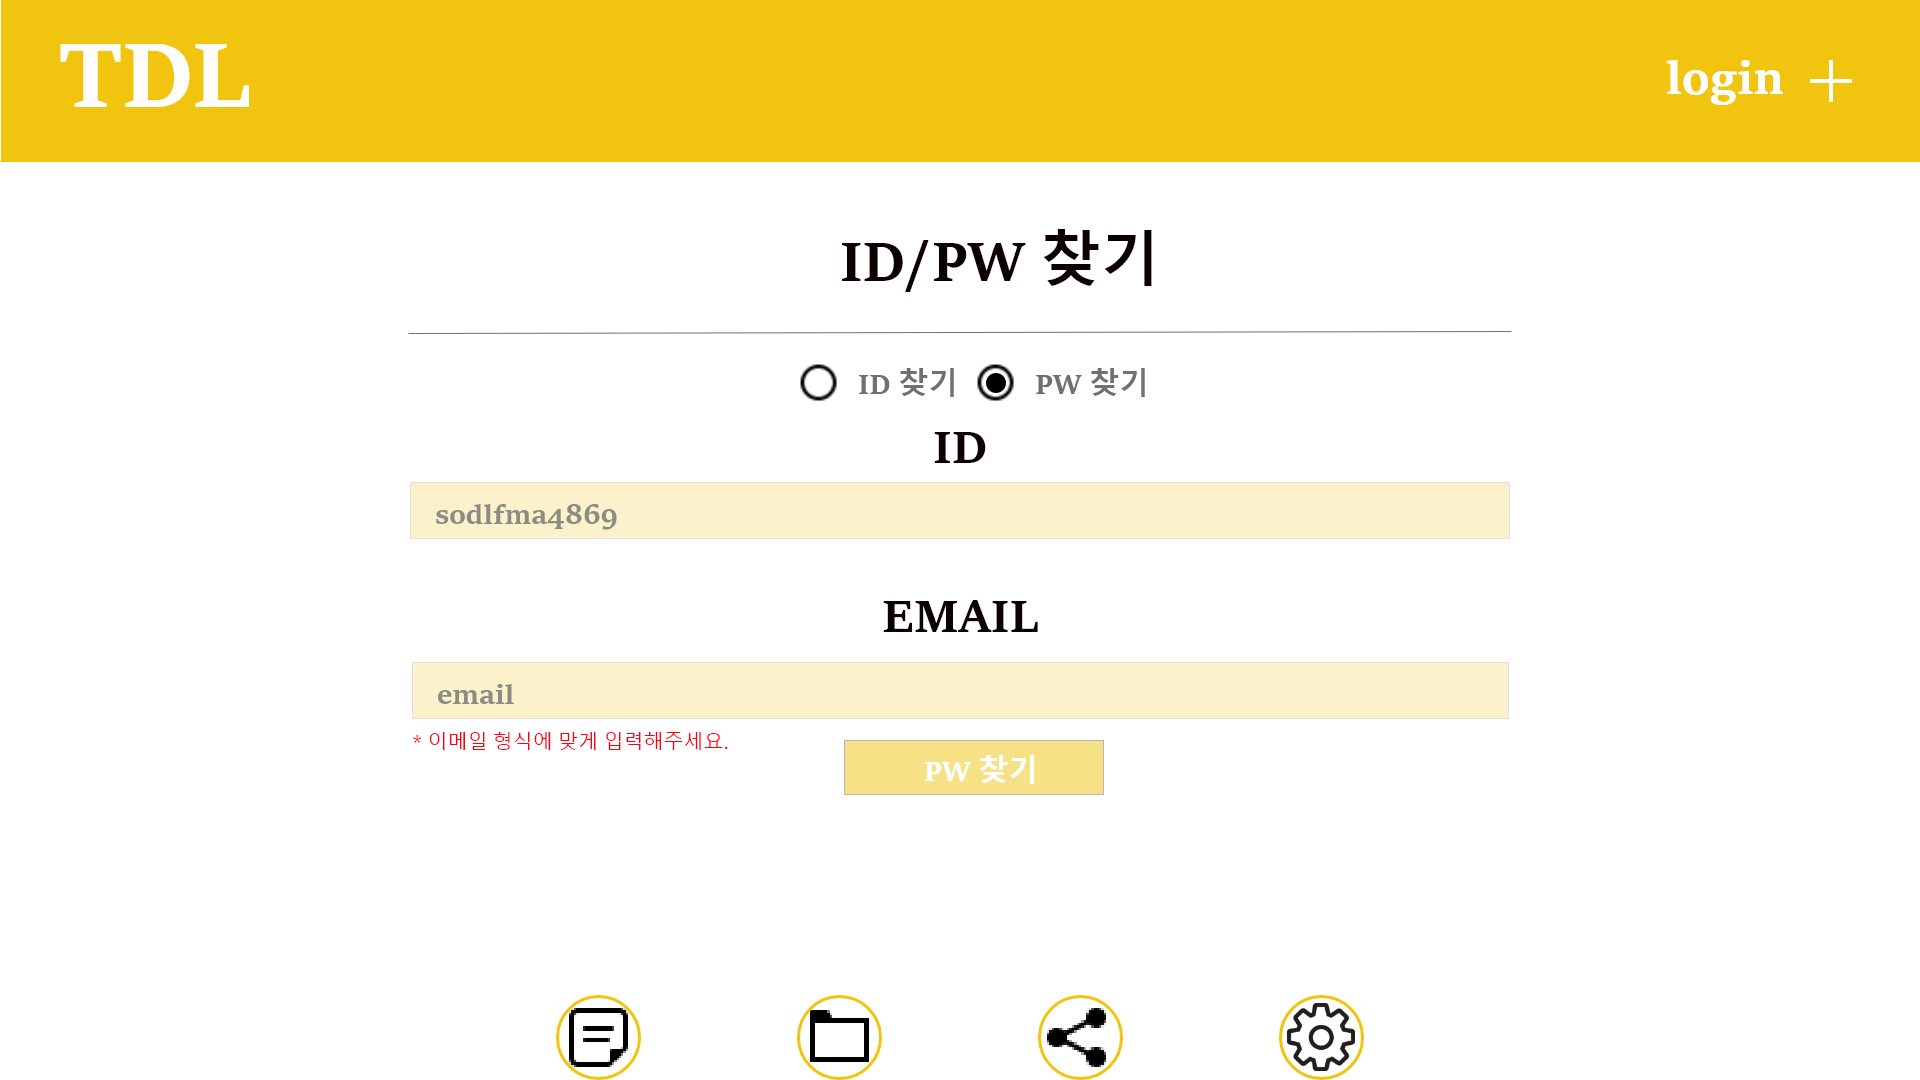 TDL
login
ID/PW 찾기
ID 찾기 PW 찾기
ID
sodlfma4869
EMAIL
email
* 이메일 형식에 맞게 입력해주세요.
PW 찾기